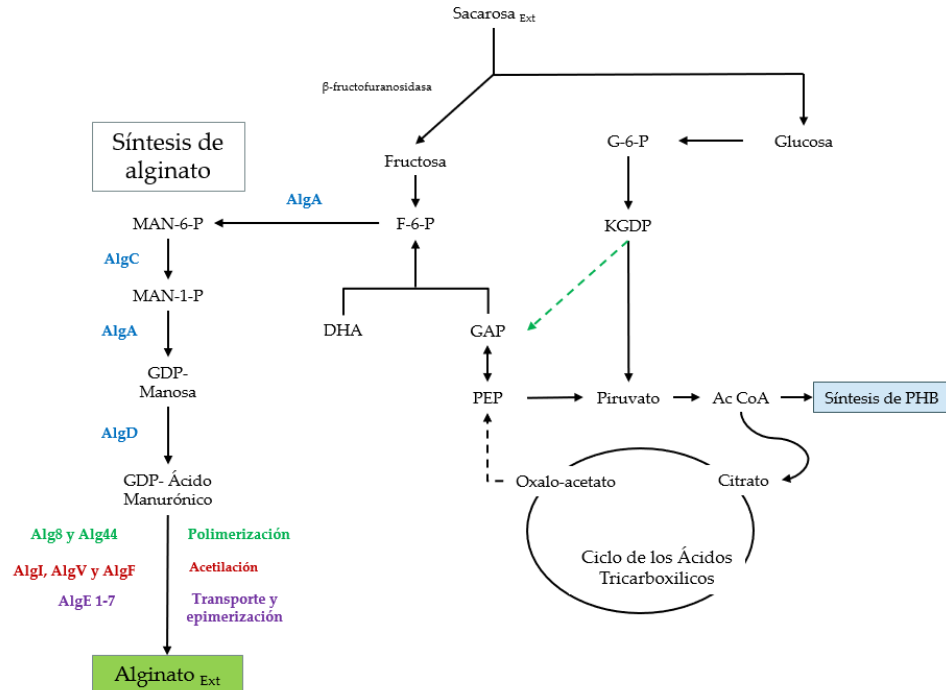 Sacarosa Ext
β-fructofuranosidasa
Síntesis de
alginato
Fructosa
G-6-P
Glucosa
AlgA
MAN-6-P
F-6-P
KGDP
AlgC
MAN-1-P
DHA
GAP
AlgA
GDP-
Manosa
PEP
Piruvato
Ac CoA
Síntesis de PHB
AlgD
GDP- Ácido
Manurónico
Oxalo-acetato
Citrato
Alg8 y Alg44
Polimerización
AlgI, AlgV y AlgF
Acetilación
Ciclo de los Ácidos
Tricarboxilicos
AlgE 1-7
Transporte y
epimerización
Alginato Ext